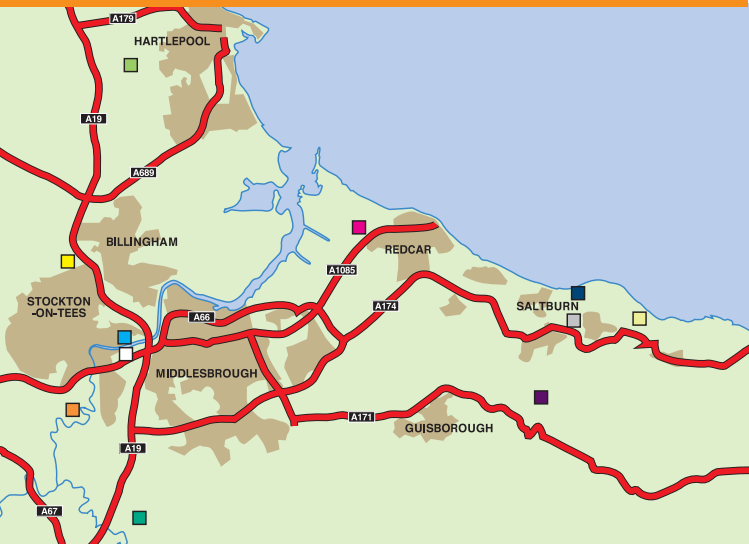 A179
HARTLEPOOL
A19
A689
BILLINGHAM
REDCAR
A1085
STOCKTON
-ON-TEES
A174
SALTBURN
A66
MIDDLESBROUGH
A171
GUISBOROUGH
A19
A67